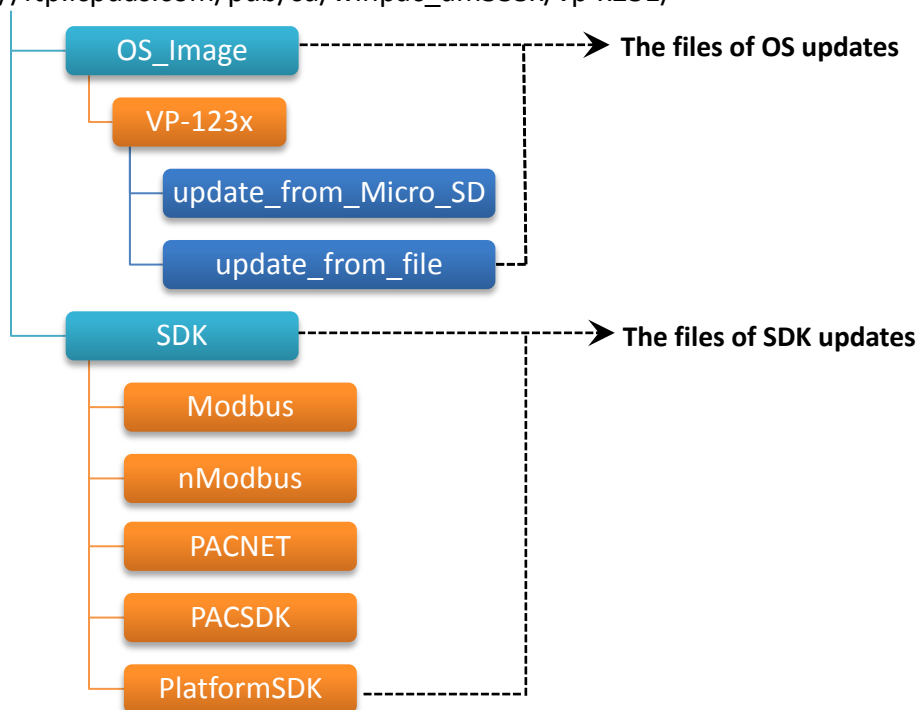 OS_Image
The files of OS updates
VP-123x
update_from_Micro_SD
update_from_file
SDK
The files of SDK updates
Modbus
nModbus
PACNET
PACSDK
PlatformSDK